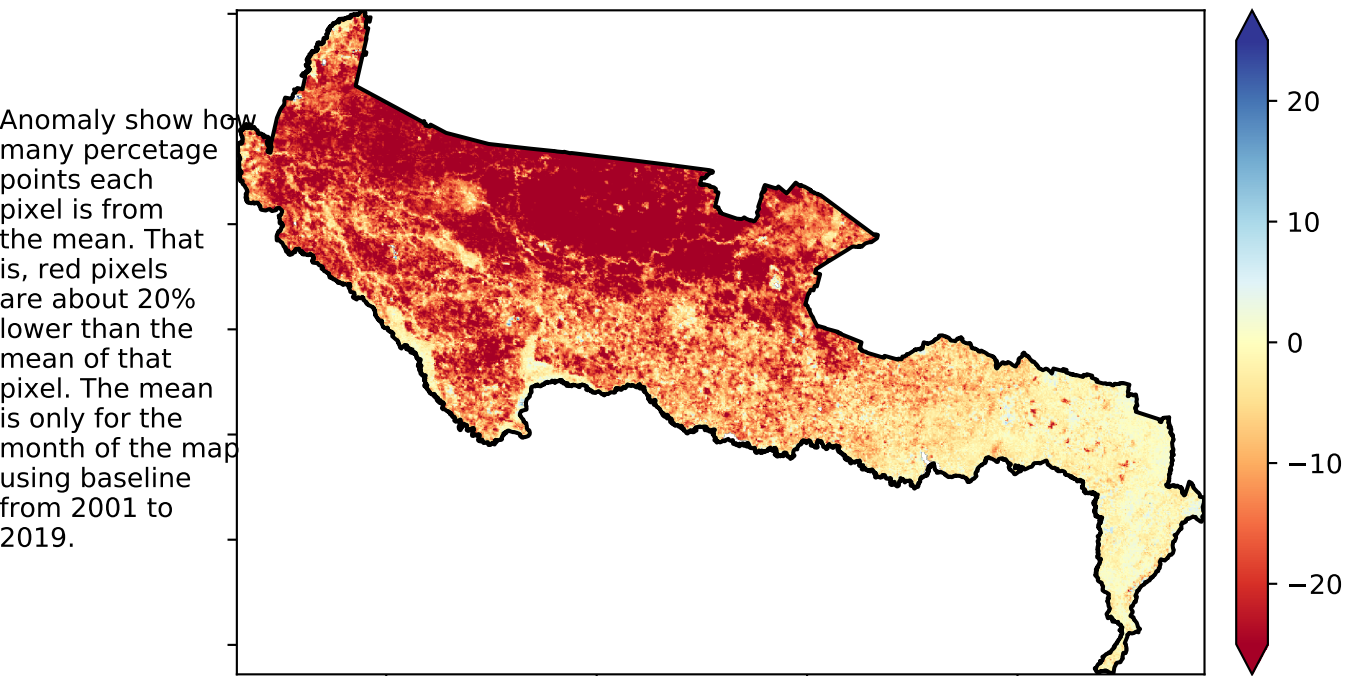 Anomaly show how
many percetage
points each
pixel is from
the mean. That
is, red pixels
are about 20%
lower than the
mean of that
pixel. The mean
is only for the
month of the map
using baseline
from 2001 to
2019.
20
10
0
−10
−20